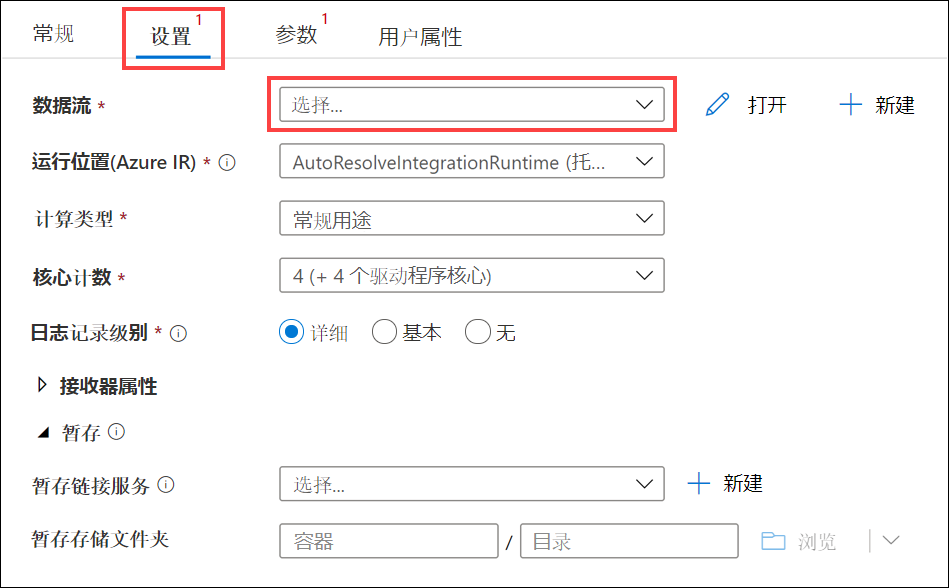 常规 设置 1 参数 1 用户属性
数据流 * 选择... 打开 新建
运行位置(Azure IR) * AutoResolveIntegrationRuntime (托...
计算类型 * 常规用途
核心计数 * 4 (+ 4 个驱动程序核心)
日志记录级别 * 详细 基本 无
接收器属性
暂存
暂存链接服务 选择... 新建
暂存存储文件夹 容器 / 目录 浏览